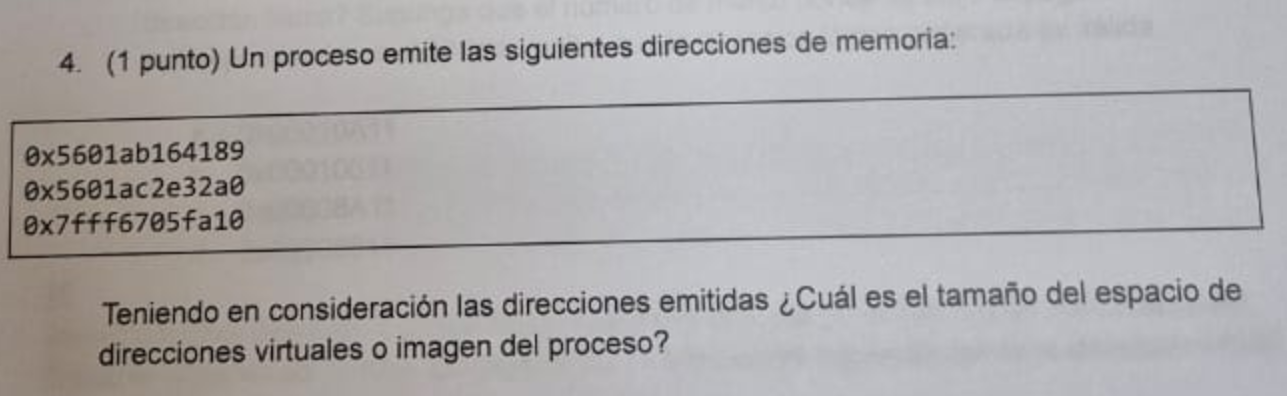 4. (1 punto) Un proceso emite las siguientes direcciones de memoria:
0x5601ab164189
0x5601ac2e32a0
0x7fff6705fa10
Teniendo en consideración las direcciones emitidas ¿Cuál es el tamaño del espacio de
direcciones virtuales o imagen del proceso?